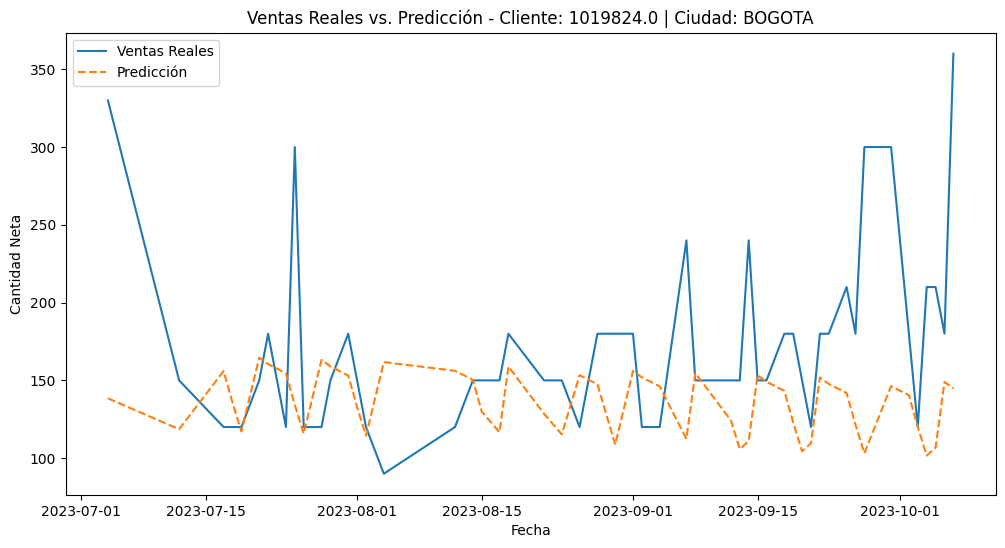 Ventas Reales vs. Predicción - Cliente: 1019824.0 | Ciudad: BOGOTA
Ventas Reales
Predicción
Cantidad Neta
350
300
250
200
150
100
2023-07-01 2023-07-15 2023-08-01 2023-08-15 2023-09-01 2023-09-15 2023-10-01
Fecha